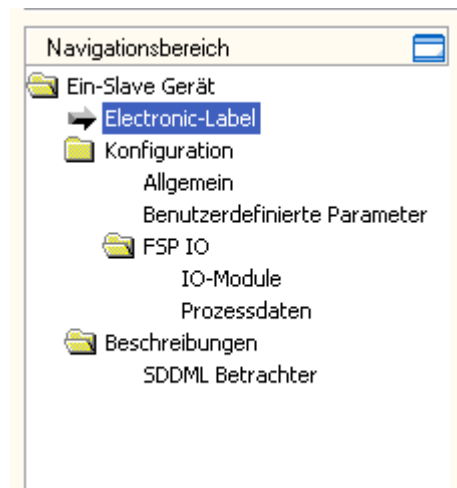 Navigationsbereich
Ein-Slave Gerät
Electronic-Label
Konfiguration
Allgemein
Benutzerdefinierte Parameter
FSP IO
IO-Module
Prozessdaten
Beschreibungen
SDDML Betrachter